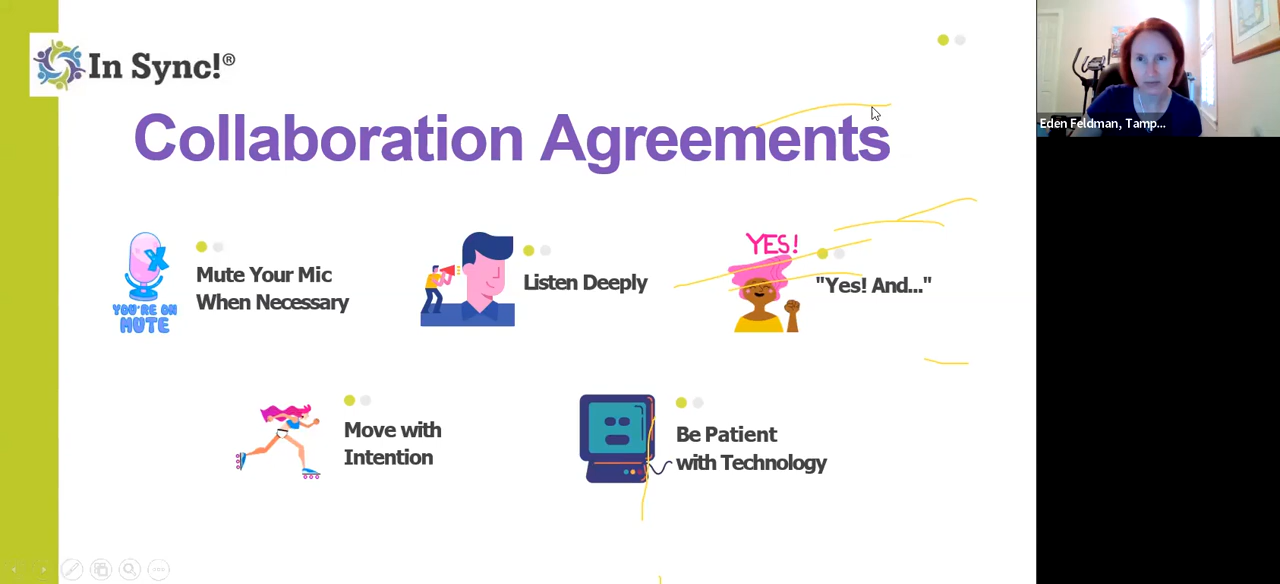 In Sync!®
Collaboration Agreements
Eden Feldman, Tamp...
YOU'RE ON
MUTE
Mute Your Mic
When Necessary
Listen Deeply
YES!
"Yes! And..."
Move with
Intention
Be Patient
with Technology